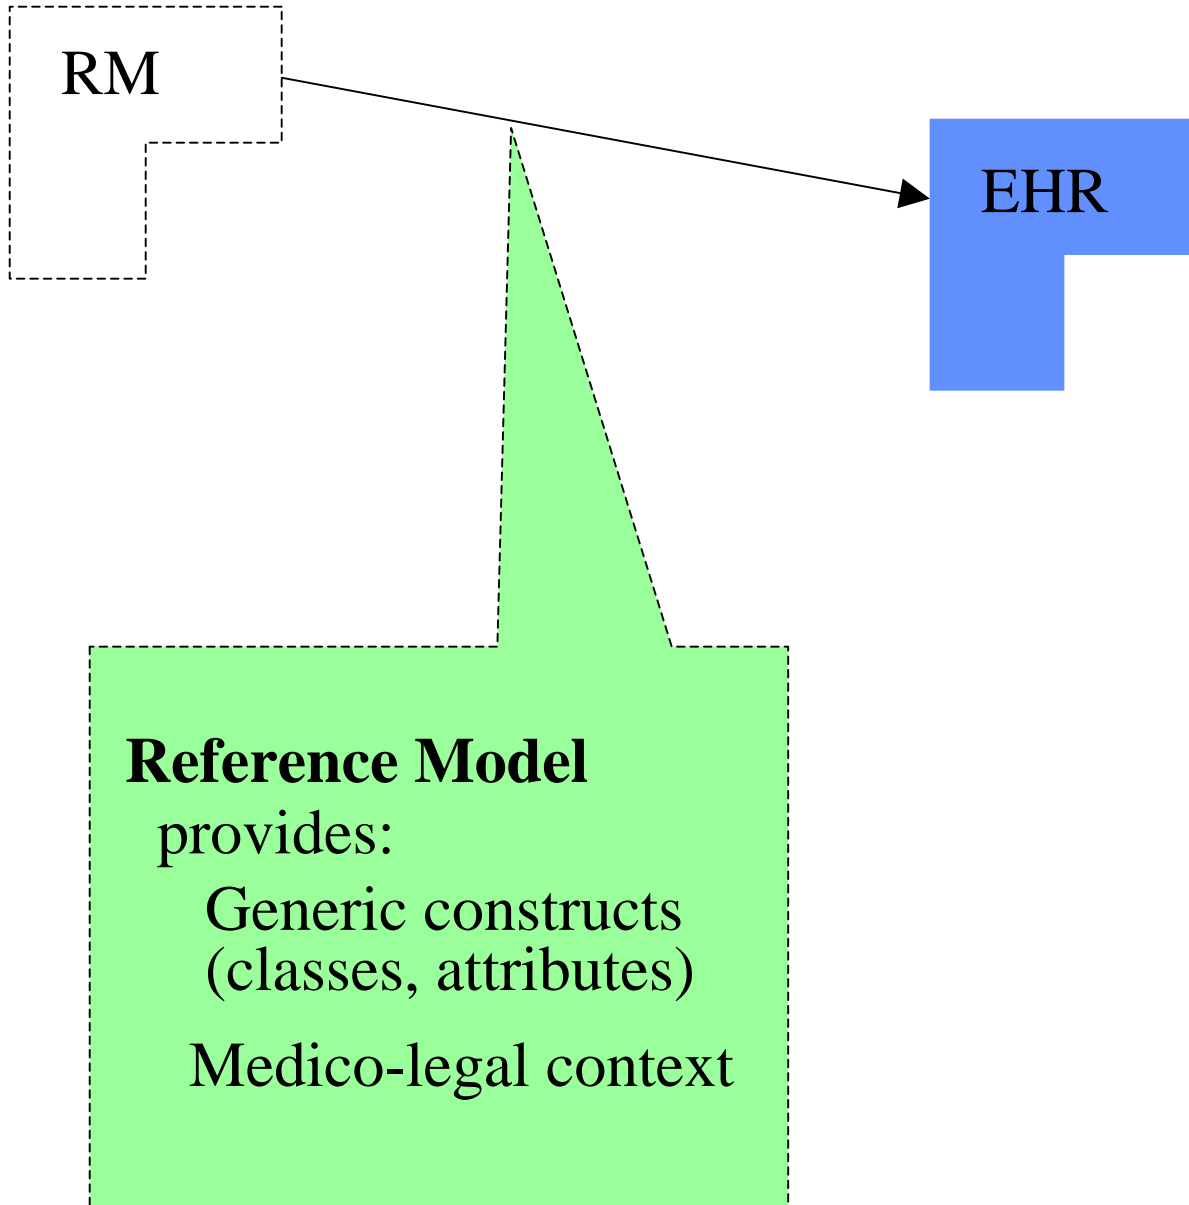 RM
EHR
Reference Model
provides:
Generic constructs
(classes, attributes)
Medico-legal context